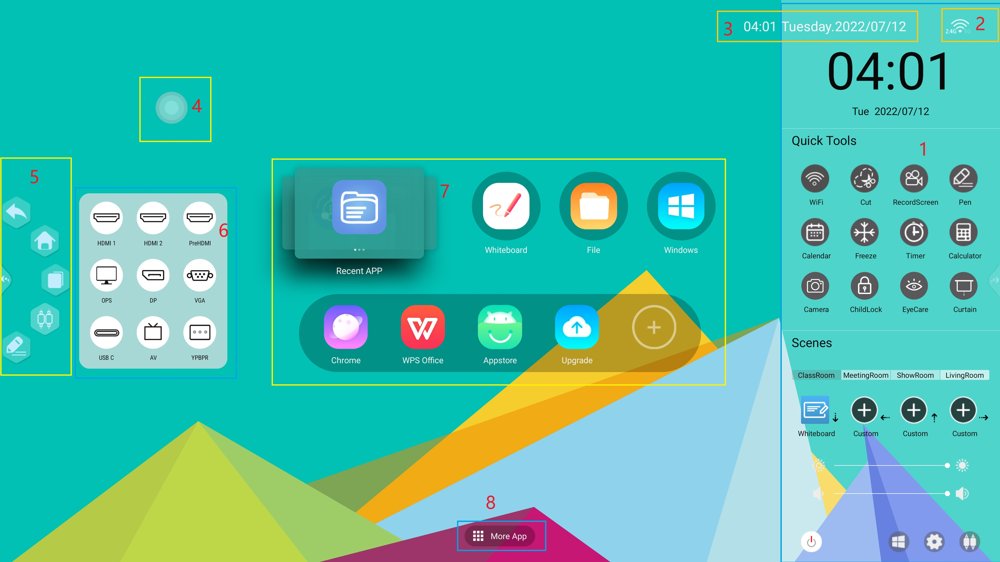 3 04:01 Tuesday.2022/07/12
2.4G 5G 2
04:01
Tue 2022/07/12
4
Quick Tools
1
WiFi Cut RecordScreen Pen
Calendar Freeze Timer Calculator
Camera ChildLock EyeCare Curtain
5
6
HDMI 1 HDMI 2 PreHDMI
OPS DP VGA
USB C AV YPBPR
7
Recent APP
Whiteboard File Windows
Chrome WPS Office Appstore Upgrade
Scenes
ClassRoom MeetingRoom ShowRoom LivingRoom
Whiteboard Custom Custom Custom
8
More App